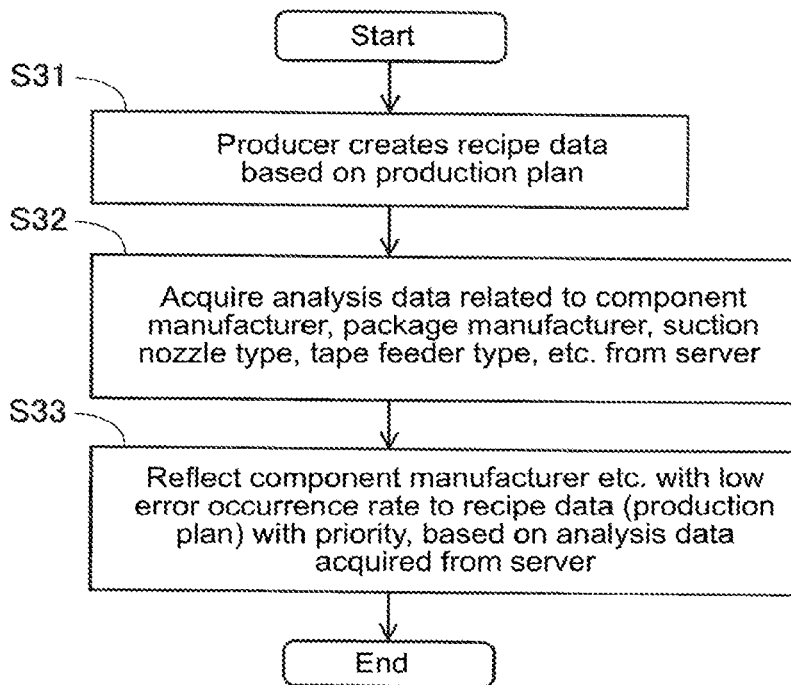 Start
S31
Producer creates recipe data
based on production plan
S32
Acquire analysis data related to component
manufacturer, package manufacturer, suction
nozzle type, tape feeder type, etc. from server
S33
Reflect component manufacturer etc. with low
error occurrence rate to recipe data (production
plan) with priority, based on analysis data
acquired from server
End